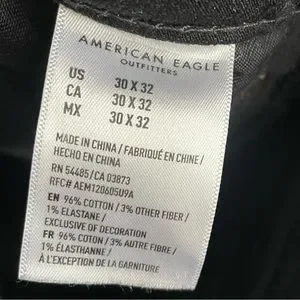 AMERICAN EAGLE
OUTFITTERS
US 30 X 32
CA 30 X 32
MX 30 X 32
MADE IN CHINA / FABRIQUÉ EN CHINE /
HECHO EN CHINA
RN 54485/CA 03873
RFC# AEM120605U9A
EN 96% COTTON / 3% OTHER FIBER /
1% ELASTANE /
EXCLUSIVE OF DECORATION
FR 96% COTON / 3% AUTRE FIBRE /
1% ÉLASTHANNE /
À L'EXCEPTION DE LA GARNITURE